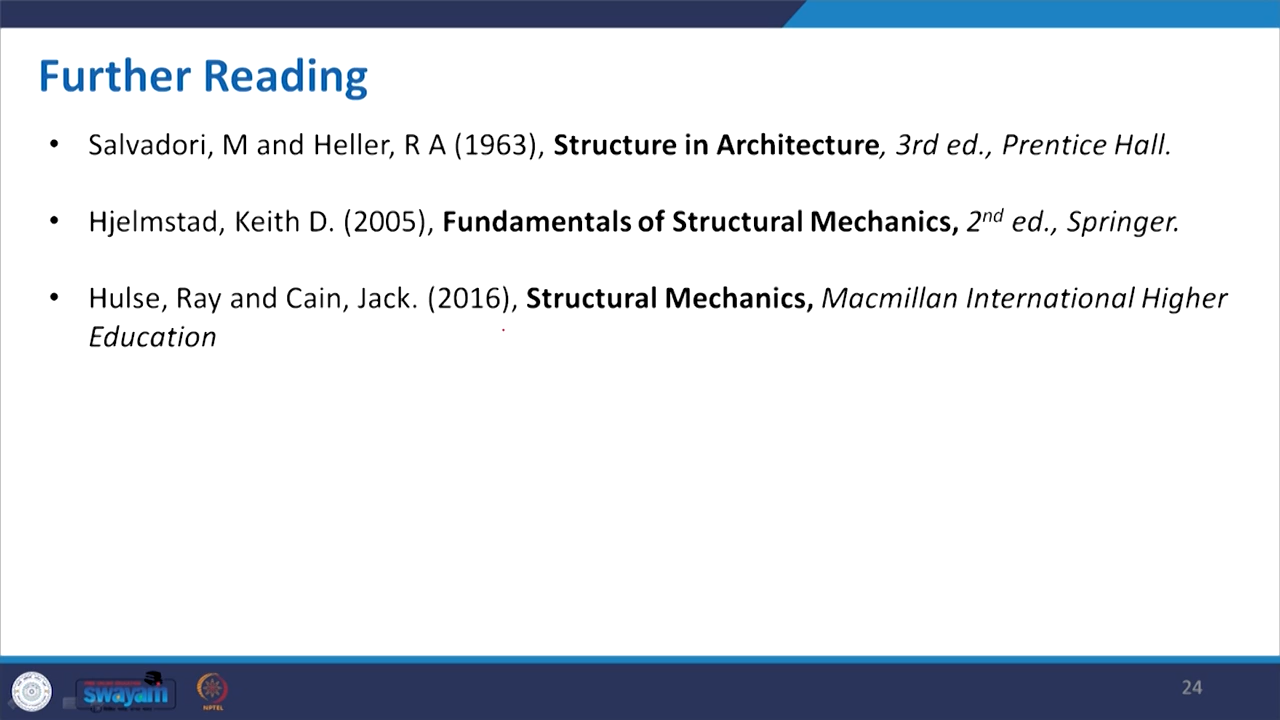 Further Reading
• Salvadori, M and Heller, R A (1963), Structure in Architecture, 3rd ed., Prentice Hall.
• Hjelmstad, Keith D. (2005), Fundamentals of Structural Mechanics, 2nd ed., Springer.
• Hulse, Ray and Cain, Jack. (2016), Structural Mechanics, Macmillan International Higher
Education
swayam
NPTEL
24